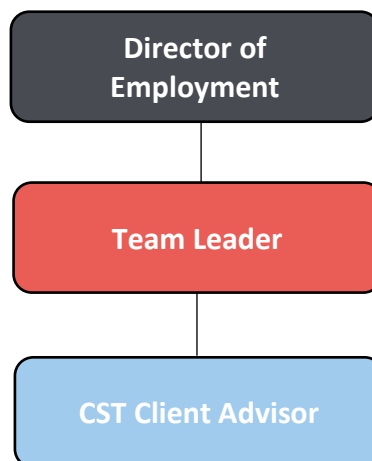 Director of
Employment
Team Leader
CST Client Advisor